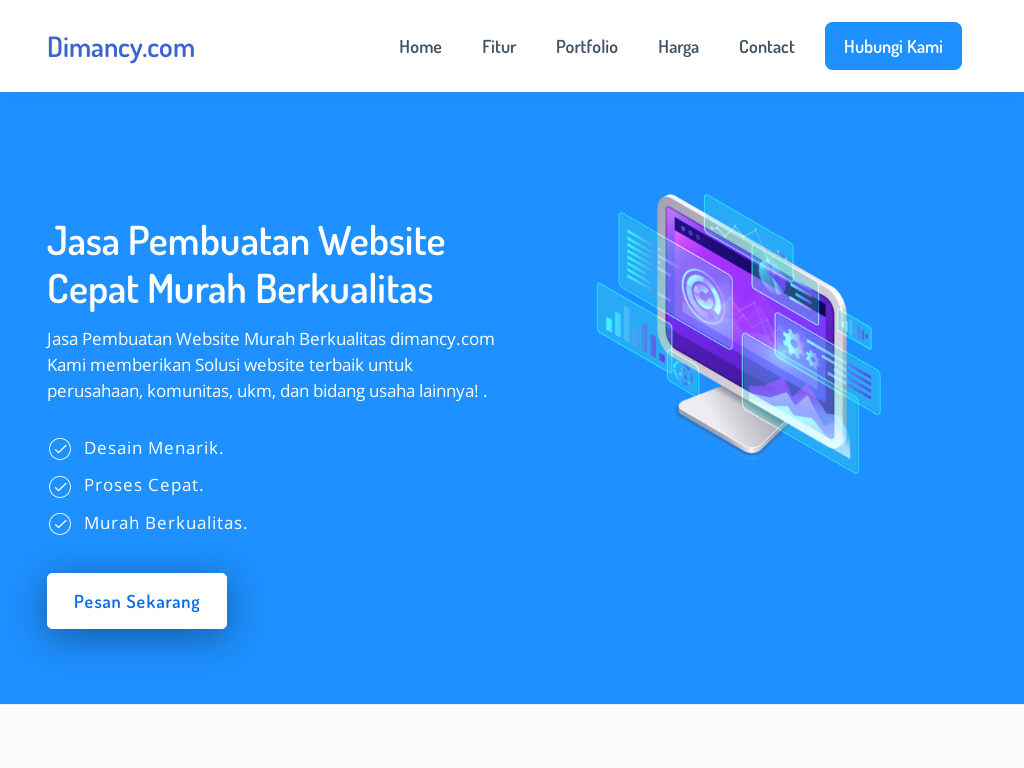 Dimancy.com
Home
Fitur
Portfolio
Harga
Contact
Hubungi Kami
Jasa Pembuatan Website
Cepat Murah Berkualitas
Jasa Pembuatan Website Murah Berkualitas dimancy.com
Kami memberikan Solusi website terbaik untuk
perusahaan, komunitas, ukm, dan bidang usaha lainnya! .
Desain Menarik.
Proses Cepat.
Murah Berkualitas.
Pesan Sekarang